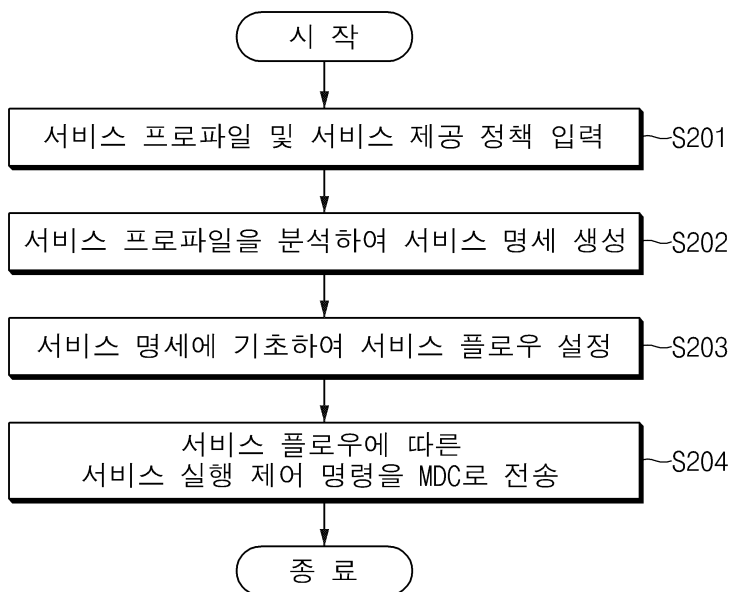 시 작
서비스 프로파일 및 서비스 제공 정책 입력
S201
서비스 프로파일을 분석하여 서비스 명세 생성
S202
서비스 명세에 기초하여 서비스 플로우 설정
S203
서비스 플로우에 따른
서비스 실행 제어 명령을 MDC로 전송
S204
종 료